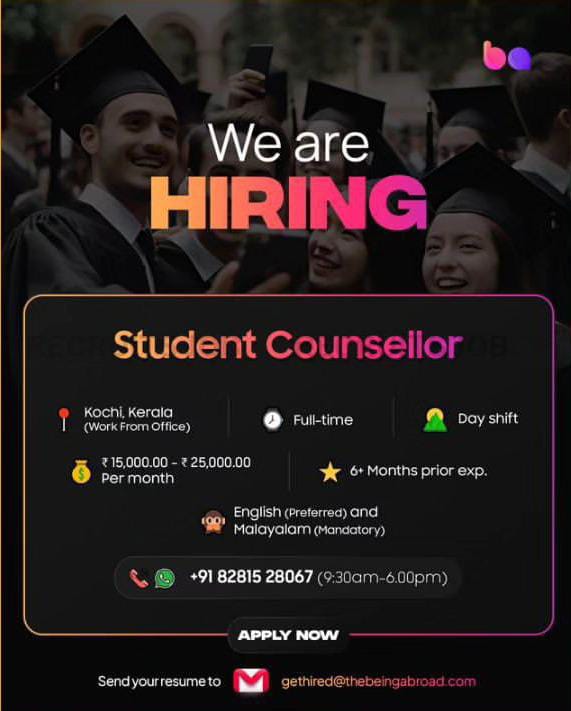 ba
We are
HIRING
Student Counsellor
Kochi, Kerala
(Work From Office)
Full-time
Day shift
₹ 15,000.00 - ₹ 25,000.00
Per month
6+ Months prior exp.
English (Preferred) and
Malayalam (Mandatory)
+91 82815 28067 (9:30am-6.00pm)
APPLY NOW
Send your resume to gethired@thebeingabroad.com